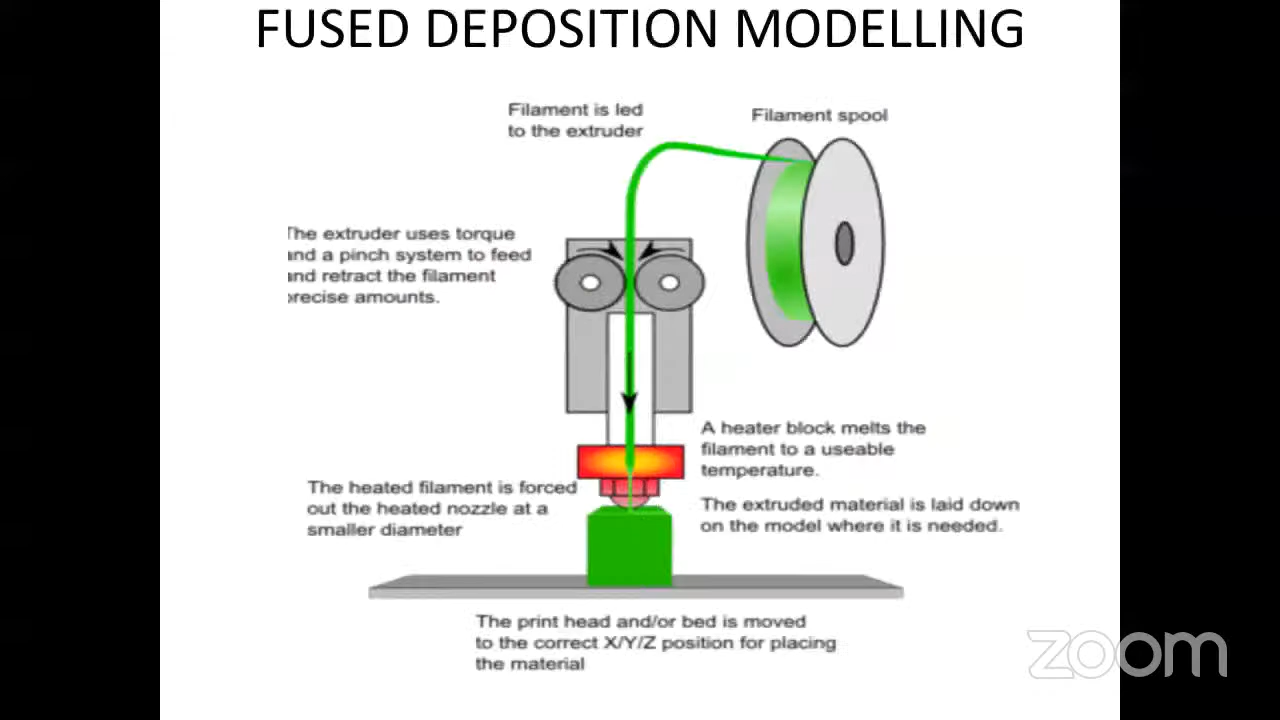 FUSED DEPOSITION MODELLING
Filament is led
to the extruder
Filament spool
The extruder uses torque
and a pinch system to feed
and retract the filament
precise amounts.
A heater block melts the
filament to a useable
temperature.
The heated filament is forced
out the heated nozzle at a
smaller diameter
The extruded material is laid down
on the model where it is needed.
The print head and/or bed is moved
to the correct X/Y/Z position for placing
the material
zoom